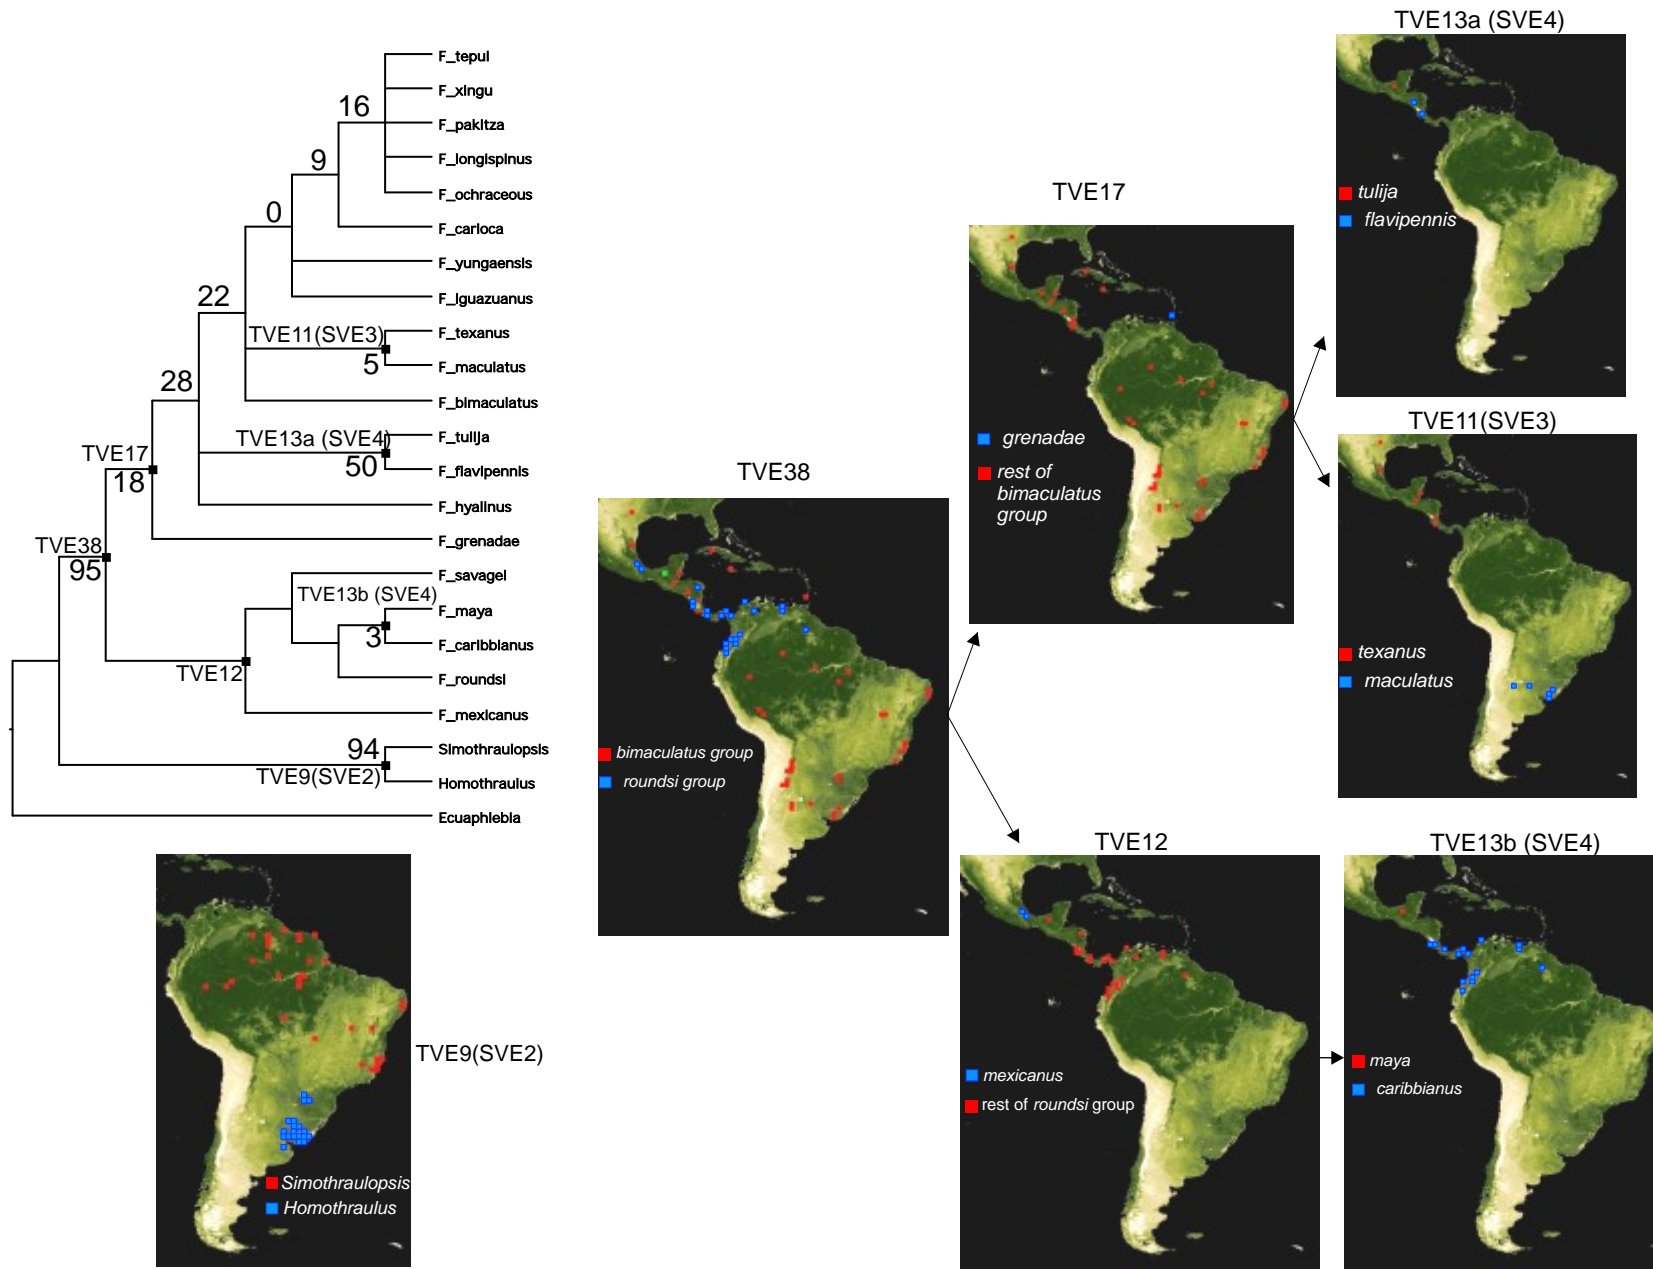 F_tepui
F_xingu
16
F_pakitza
9
F_longispinus
F_ochraceous
0
F_carioca
F_yungaensis
22
F_iguazuanus
TVE11(SVE3)
F_texanus
5
F_maculatus
28
F_bimaculatus
TVE13a (SVE4)
F_tulija
TVE17
50
F_flavipennis
18
F_hyalinus
TVE38
F_grenadae
95
F_savagei
TVE13b (SVE4)
F_maya
3
F_caribbianus
TVE12
F_roundsi
F_mexicanus
94
Simothraulopsis
TVE9(SVE2)
Homothraulus
Ecuaphlebia
TVE9(SVE2)
Simothraulopsis
Homothraulus
TVE38
bimaculatus group
roundsi group
TVE17
grenadae
rest of
bimaculatus
group
TVE13a (SVE4)
tulija
flavipennis
TVE11(SVE3)
texanus
maculatus
TVE12
mexicanus
rest of roundsi group
TVE13b (SVE4)
maya
caribbianus